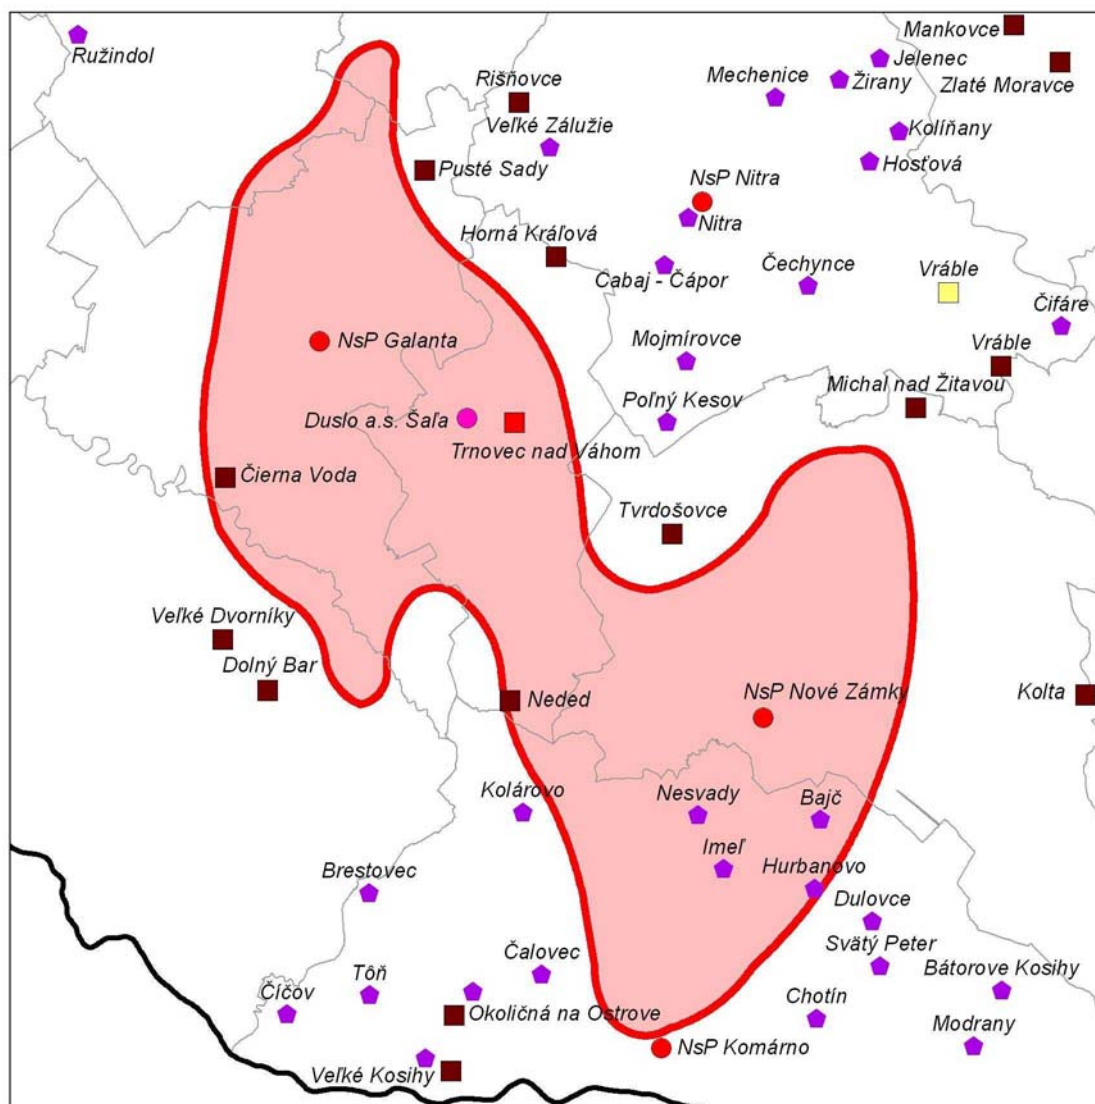 Mankovce
Ružindol
Jelenec
Rišňovce
Mechenice
Žirany
Zlaté Moravce
Veľké Zálužie
Kolíňany
Pusté Sady
Hosťová
NsP Nitra
Nitra
Horná Kráľová
Cabaj - Čápor
Čechynce
Vráble
Čifáre
NsP Galanta
Mojmírovce
Vráble
Michal nad Žitavou
Poľný Kesov
Duslo a.s. Šaľa
Trnovec nad Váhom
Čierna Voda
Tvrdošovce
Veľké Dvorníky
Dolný Bar
Neded
NsP Nové Zámky
Kolta
Kolárovo
Nesvady
Bajč
Imeľ
Hurbanovo
Brestovec
Dulovce
Svätý Peter
Čalovec
Bátorove Kosihy
Tôň
Číčov
Okoličná na Ostrove
Chotín
Modrany
NsP Komárno
Veľké Kosihy